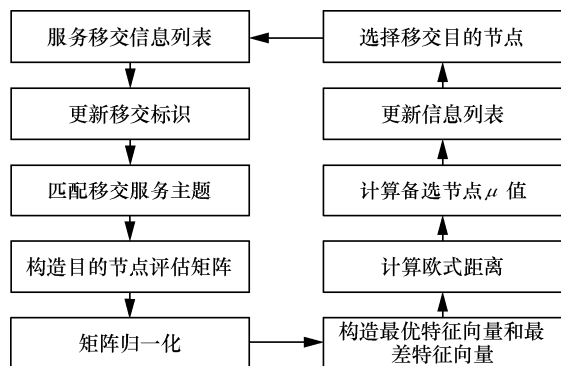 服务移交信息列表
更新移交标识
匹配移交服务主题
构造目的节点评估矩阵
矩阵归一化
构造最优特征向量和最
差特征向量
计算欧式距离
计算备选节点μ 值
更新信息列表
选择移交目的节点